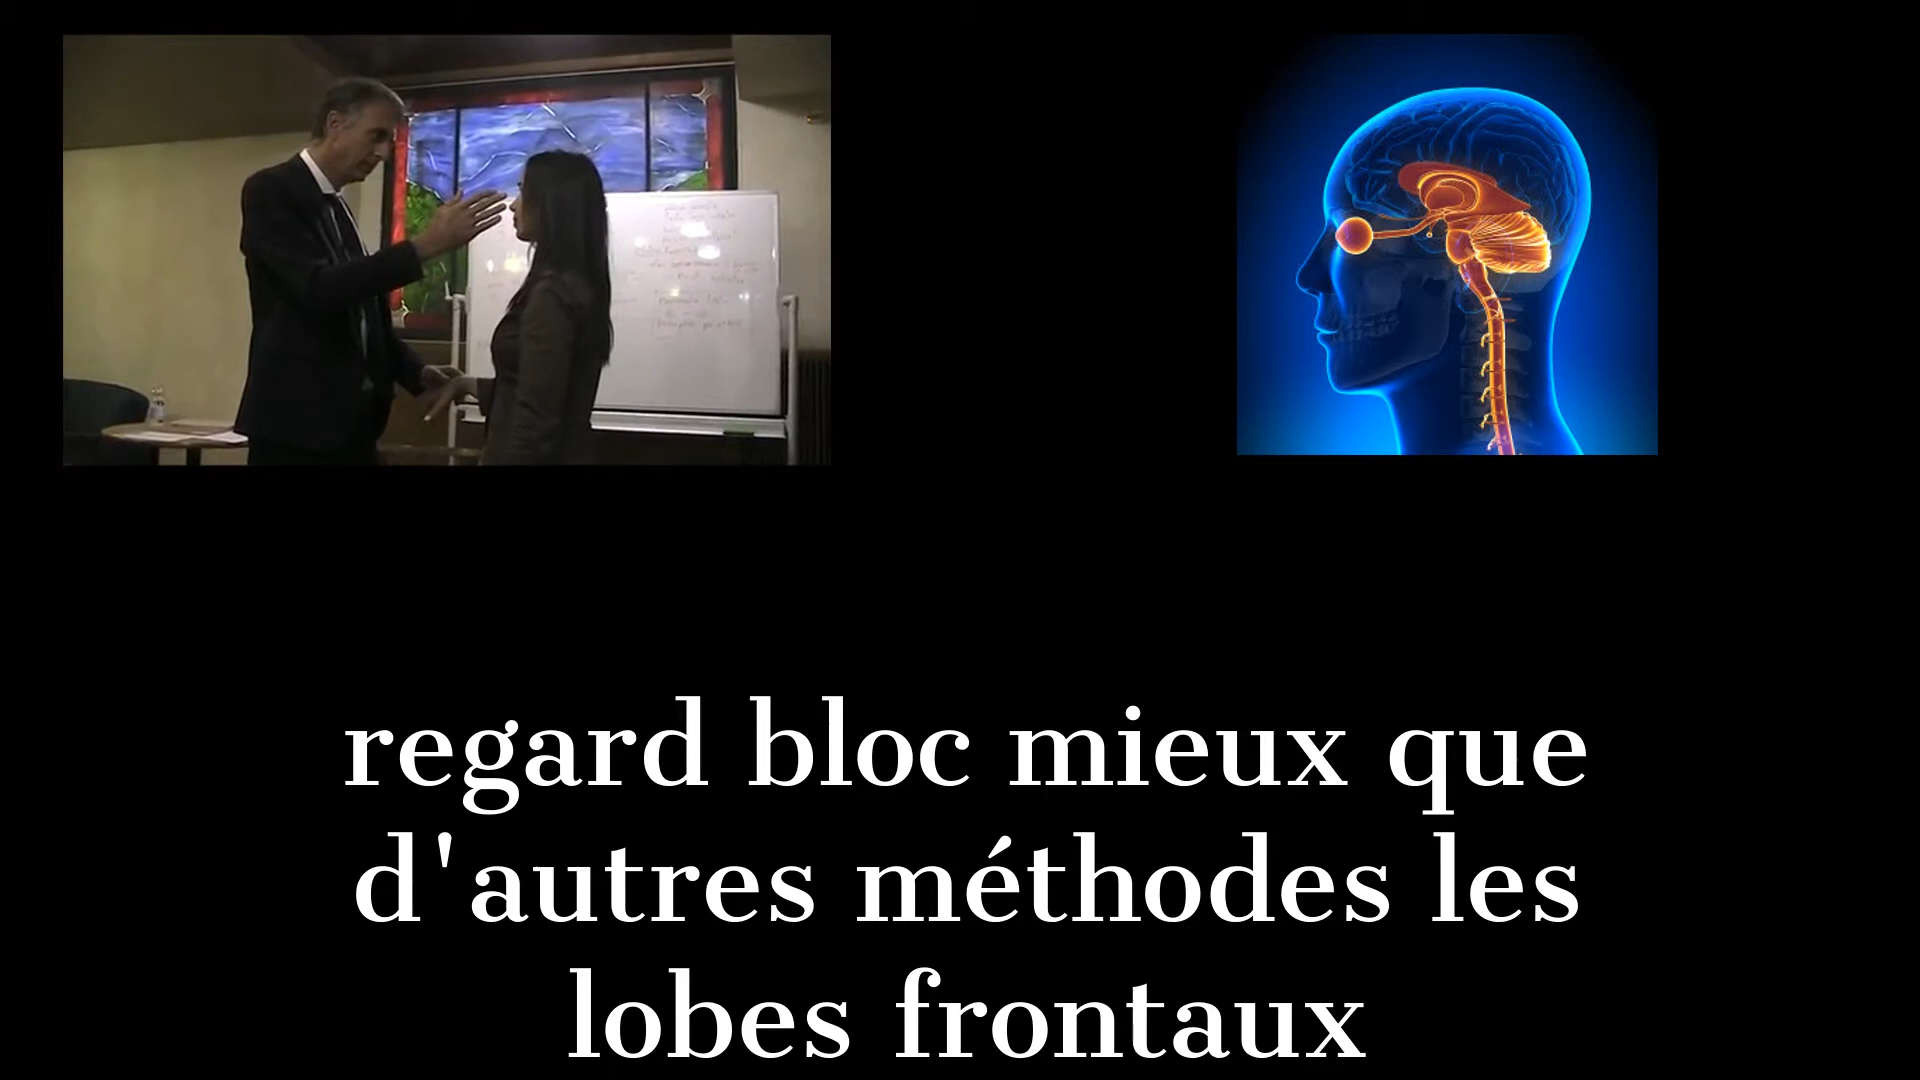 regard bloc mieux que
d'autres méthodes les
lobes frontaux